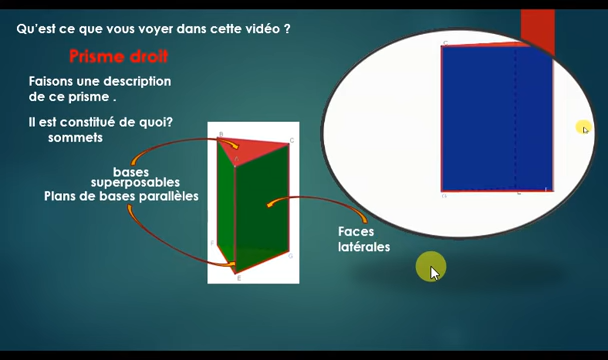 Qu'est ce que vous voyer dans cette vidéo ?
Prisme droit
Faisons une description
de ce prisme .
Il est constitué de quoi?
sommets
bases
superposables
Plans de bases parallèles
Faces
latérales
B
C
F
G
E